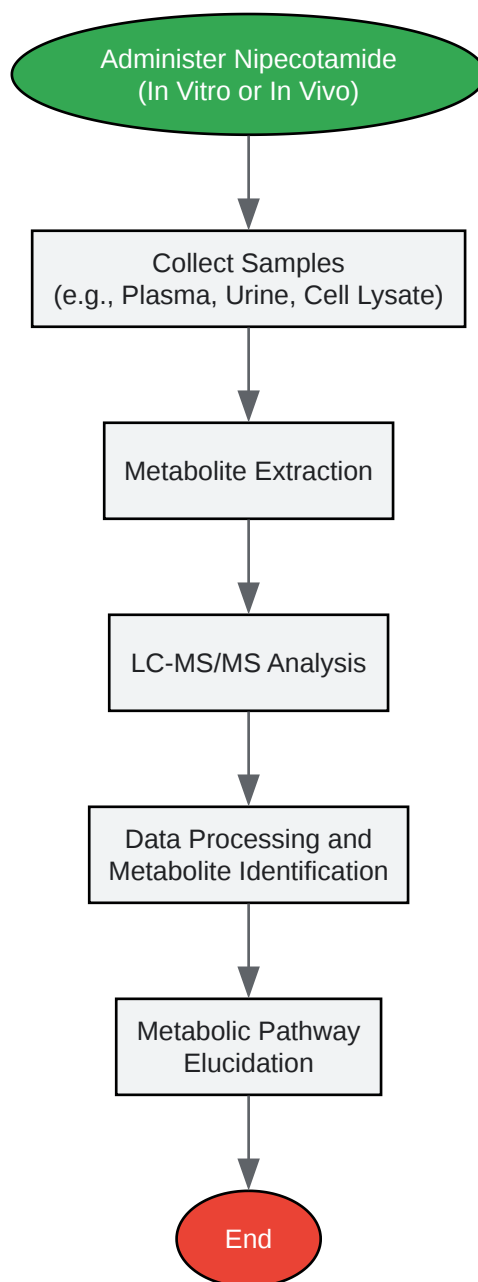 Administer Nipecotamide
(In Vitro or In Vivo)
Collect Samples
(e.g., Plasma, Urine, Cell Lysate)
Metabolite Extraction
LC-MS/MS Analysis
Data Processing and
Metabolite Identification
Metabolic Pathway
Elucidation
End